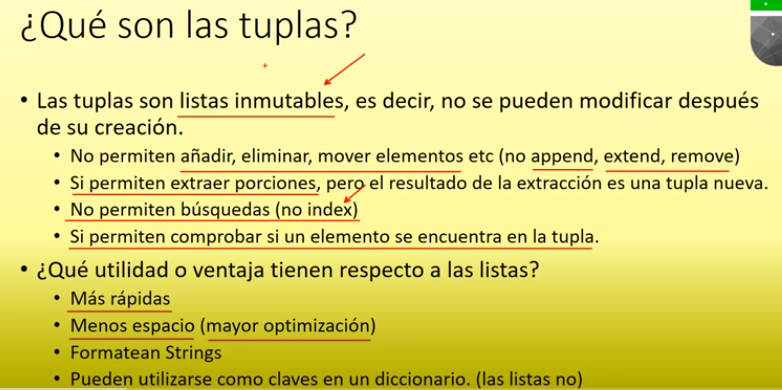 ¿Qué son las tuplas?
• Las tuplas son listas inmutables, es decir, no se pueden modificar después
de su creación.
• No permiten añadir, eliminar, mover elementos etc (no append, extend, remove)
• Si permiten extraer porciones, pero el resultado de la extracción es una tupla nueva.
• No permiten búsquedas (no index)
• Si permiten comprobar si un elemento se encuentra en la tupla.
• ¿Qué utilidad o ventaja tienen respecto a las listas?
• Más rápidas
• Menos espacio (mayor optimización)
• Formatean Strings
• Pueden utilizarse como claves en un diccionario. (las listas no)